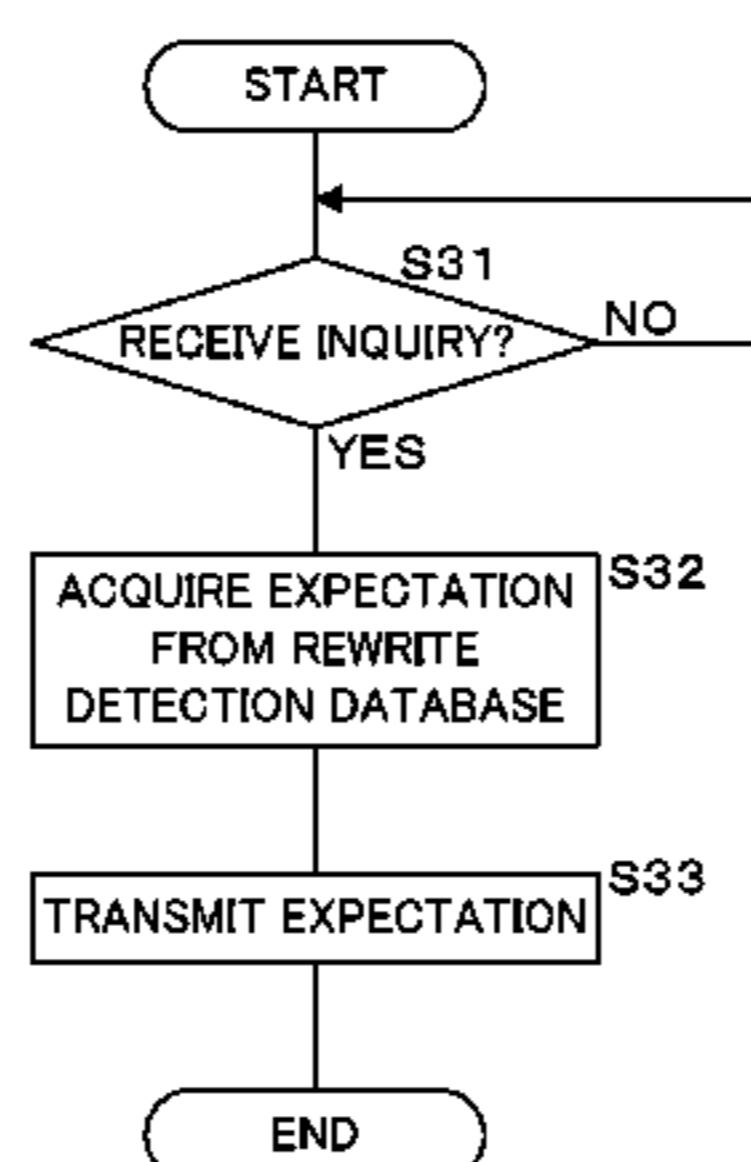 START
S31
RECEIVE INQUIRY?
NO
YES
S32
ACQUIRE EXPECTATION
FROM REWRITE
DETECTION DATABASE
S33
TRANSMIT EXPECTATION
END